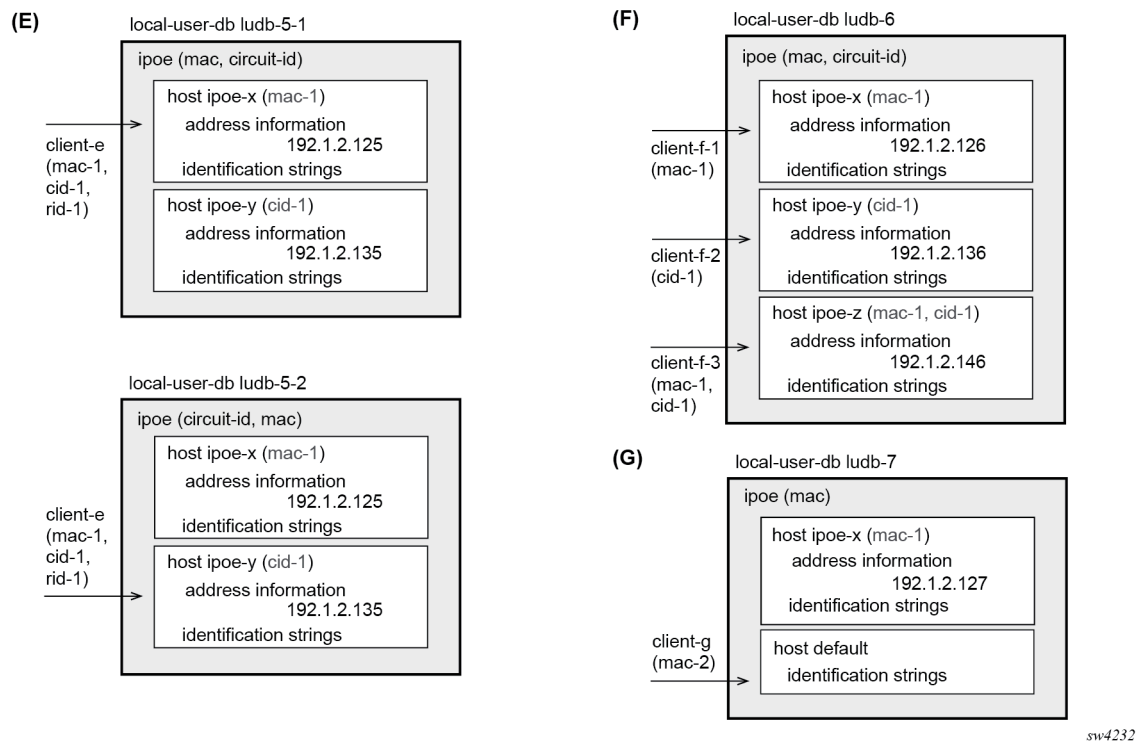 (E)
local-user-db ludb-5-1
ipoe (mac, circuit-id)
host ipoe-x (mac-1)
address information
192.1.2.125
identification strings
client-e
(mac-1,
cid-1,
rid-1)
host ipoe-y (cid-1)
address information
192.1.2.135
identification strings
local-user-db ludb-5-2
ipoe (circuit-id, mac)
host ipoe-x (mac-1)
address information
192.1.2.125
identification strings
client-e
(mac-1,
cid-1,
rid-1)
host ipoe-y (cid-1)
address information
192.1.2.135
identification strings
(F)
local-user-db ludb-6
ipoe (mac, circuit-id)
host ipoe-x (mac-1)
address information
192.1.2.126
identification strings
client-f-1
(mac-1)
host ipoe-y (cid-1)
address information
192.1.2.136
identification strings
client-f-2
(cid-1)
host ipoe-z (mac-1, cid-1)
address information
192.1.2.146
identification strings
client-f-3
(mac-1,
cid-1)
(G)
local-user-db ludb-7
ipoe (mac)
host ipoe-x (mac-1)
address information
192.1.2.127
identification strings
client-g
(mac-2)
host default
identification strings
sw4232